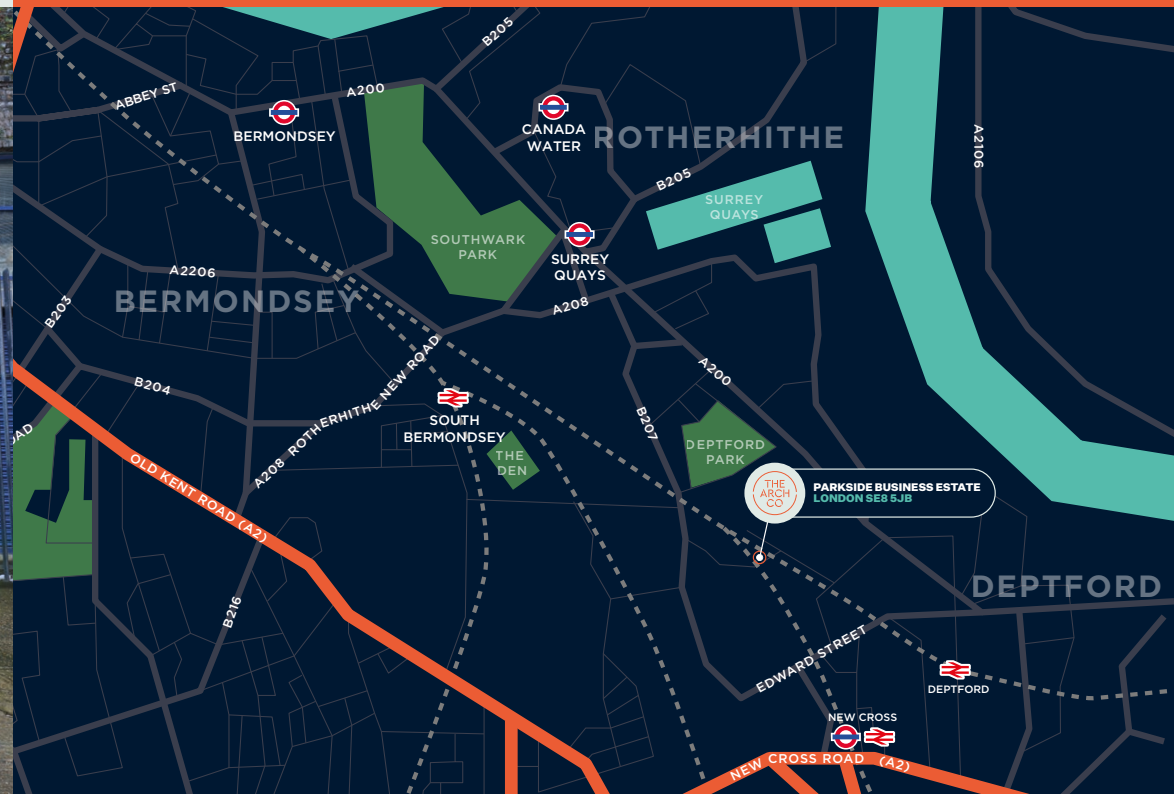 B205
ABBEY ST
A200
BERMONDSEY
CANADA
WATER
ROTHERHITHE
A2106
B205
SURREY
QUAYS
SOUTHWARK
PARK
SURREY
QUAYS
A2206
BERMONDSEY
B203
A208
A208 ROTHERHITHE NEW ROAD
A200
B204
SOUTH
BERMONDSEY
B207
THE
DEN
DEPTFORD
PARK
OAD
OLD KENT ROAD (A2)
THE
ARCH
CO
PARKSIDE BUSINESS ESTATE
LONDON SE8 5JB
DEPTFORD
B216
EDWARD STREET
DEPTFORD
NEW CROSS
NEW CROSS ROAD (A2)